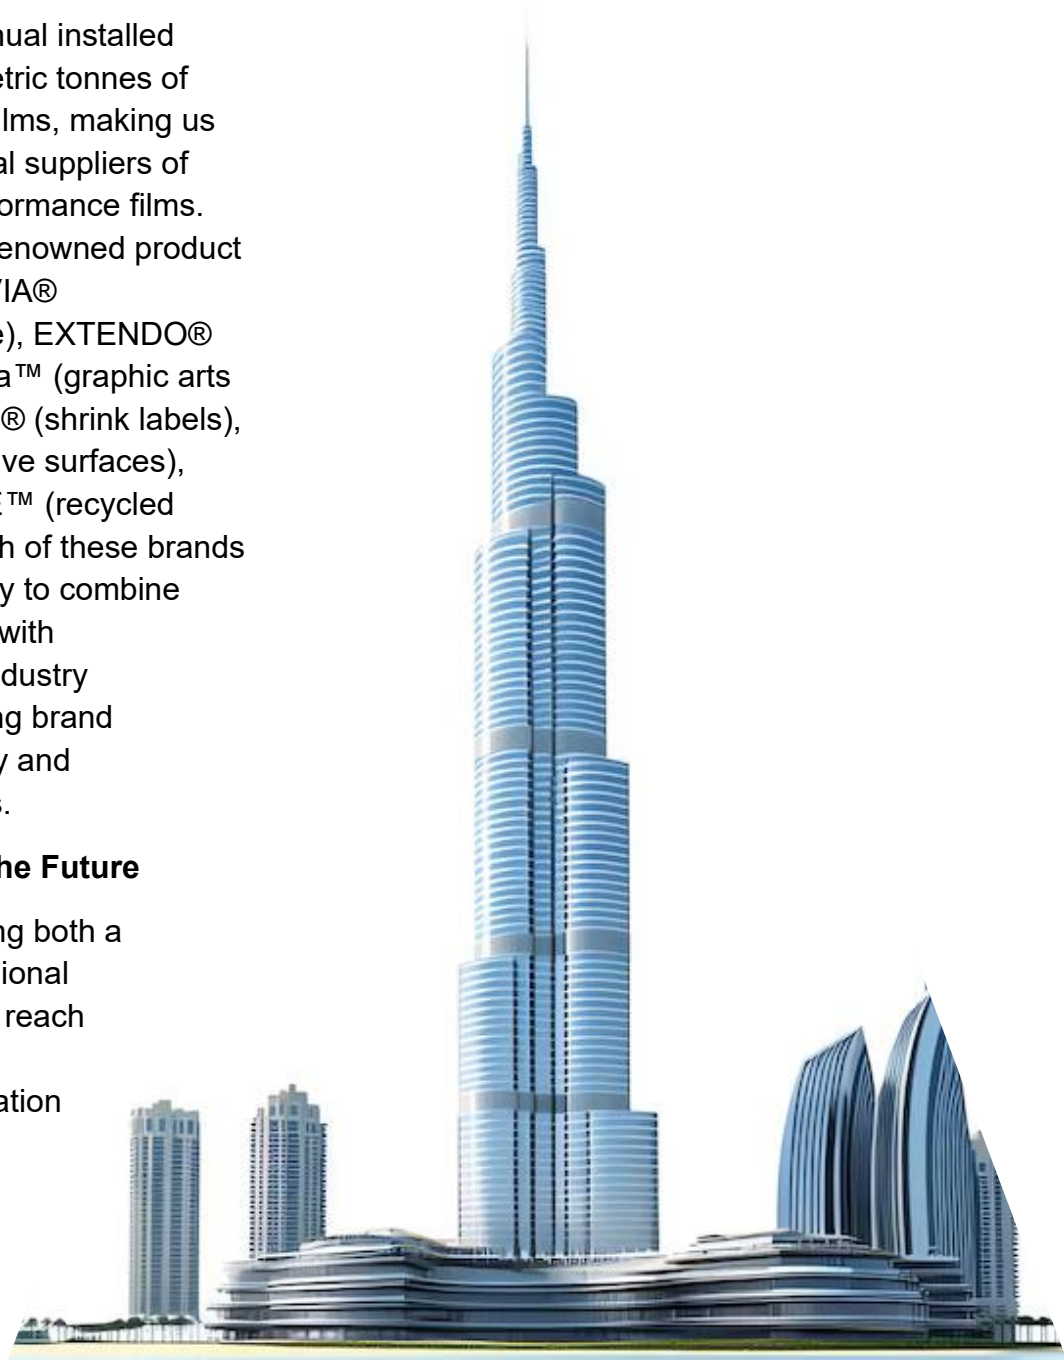 nual installed
etric tonnes of
ilms, making us
al suppliers of
ormance films.
enowned product
VIA®
e), EXTENDO®
a™ (graphic arts
® (shrink labels),
ve surfaces),
E™ (recycled
h of these brands
y to combine
with
dustry
ng brand
y and
s.
he Future
ng both a
ional
reach
ation